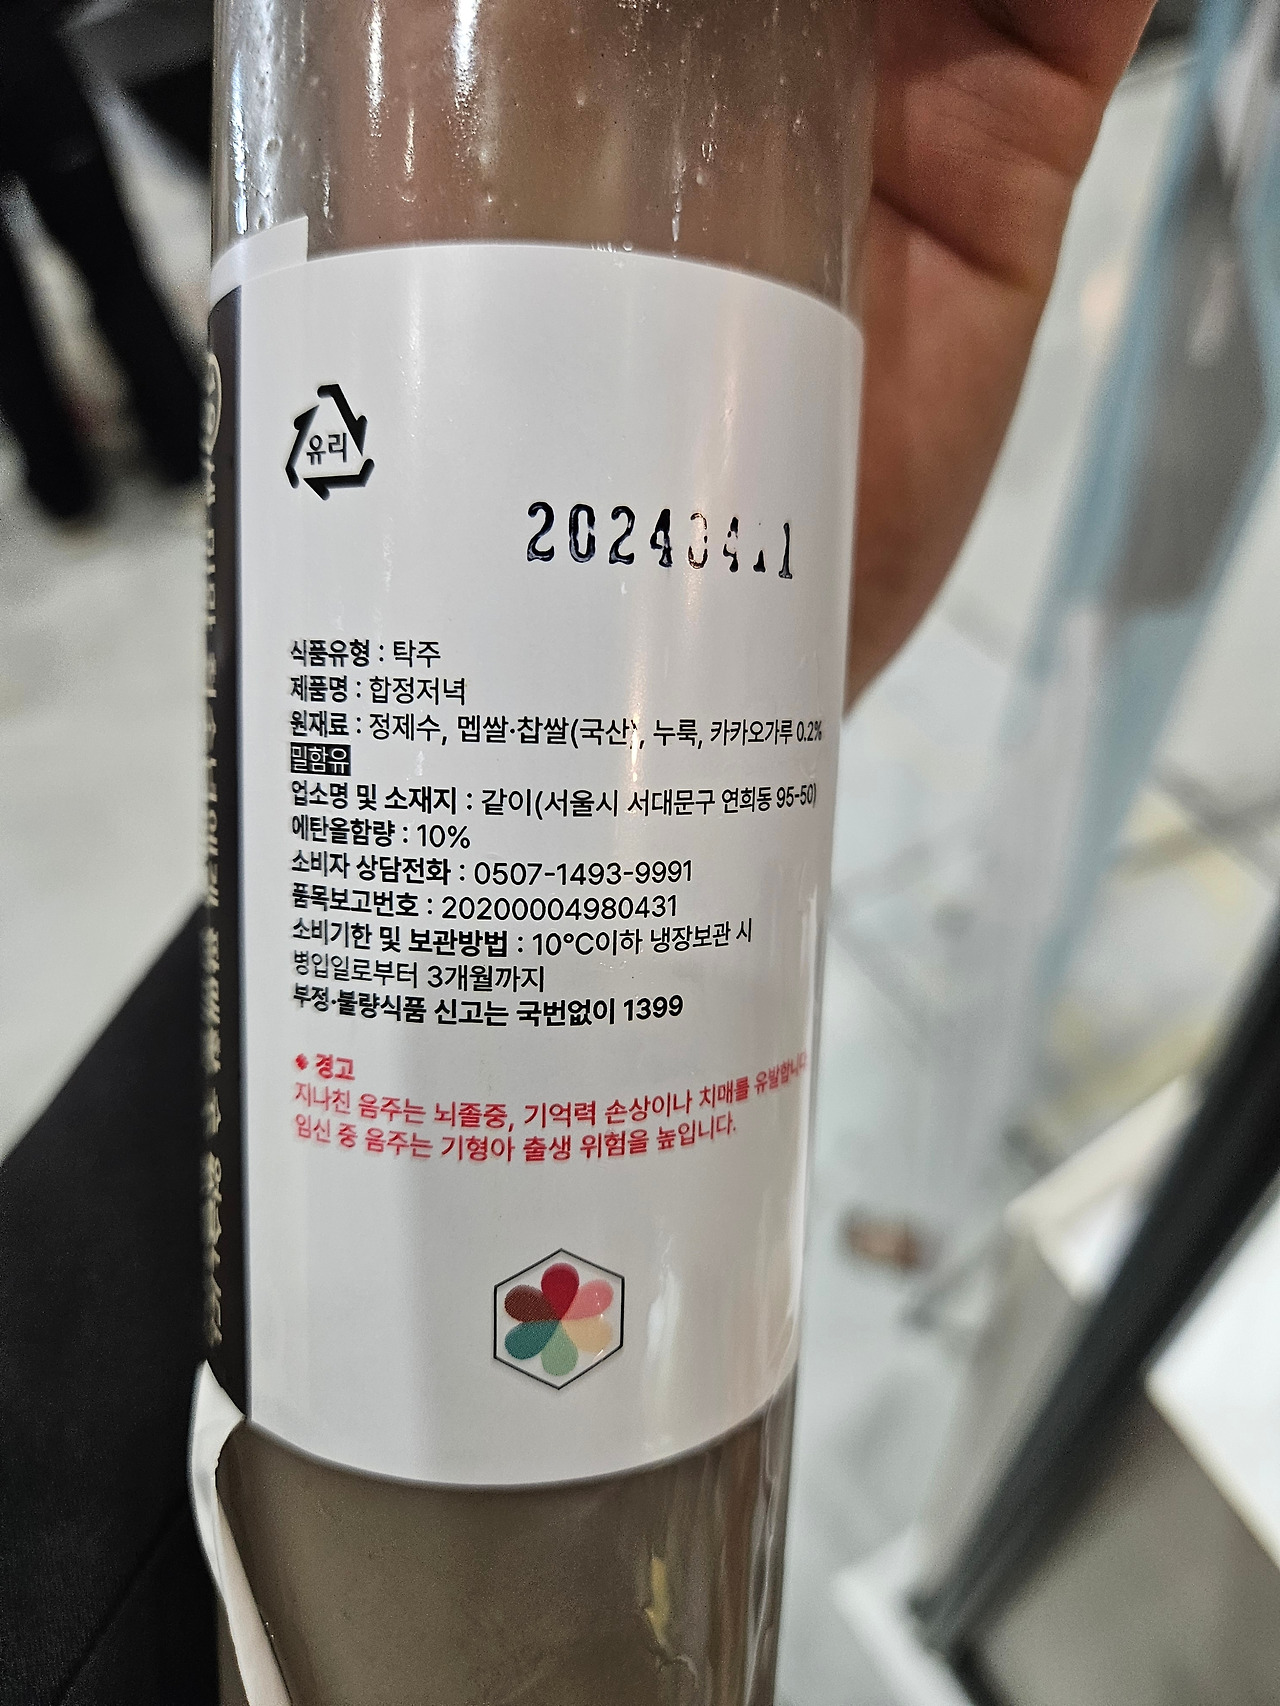 유리
식품유형 : 탁주
제품명 : 합정저녁
원재료 : 정제수, 멥쌀·찹쌀(국산), 누룩, 카카오가루 0.2%
밀함유
업소명 및 소재지 : 같이(서울시 서대문구 연희동 95-50)
에탄올함량 : 10%
소비자 상담전화 : 0507-1493-9991
품목보고번호 : 20200004980431
소비기한 및 보관방법 : 10°C이하 냉장보관 시
병입일로부터 3개월까지
부정·불량식품 신고는 국번없이 1399
경고
지나친 음주는 뇌졸중, 기억력 손상이나 치매를 유발합니다.
임신 중 음주는 기형아 출생 위험을 높입니다.